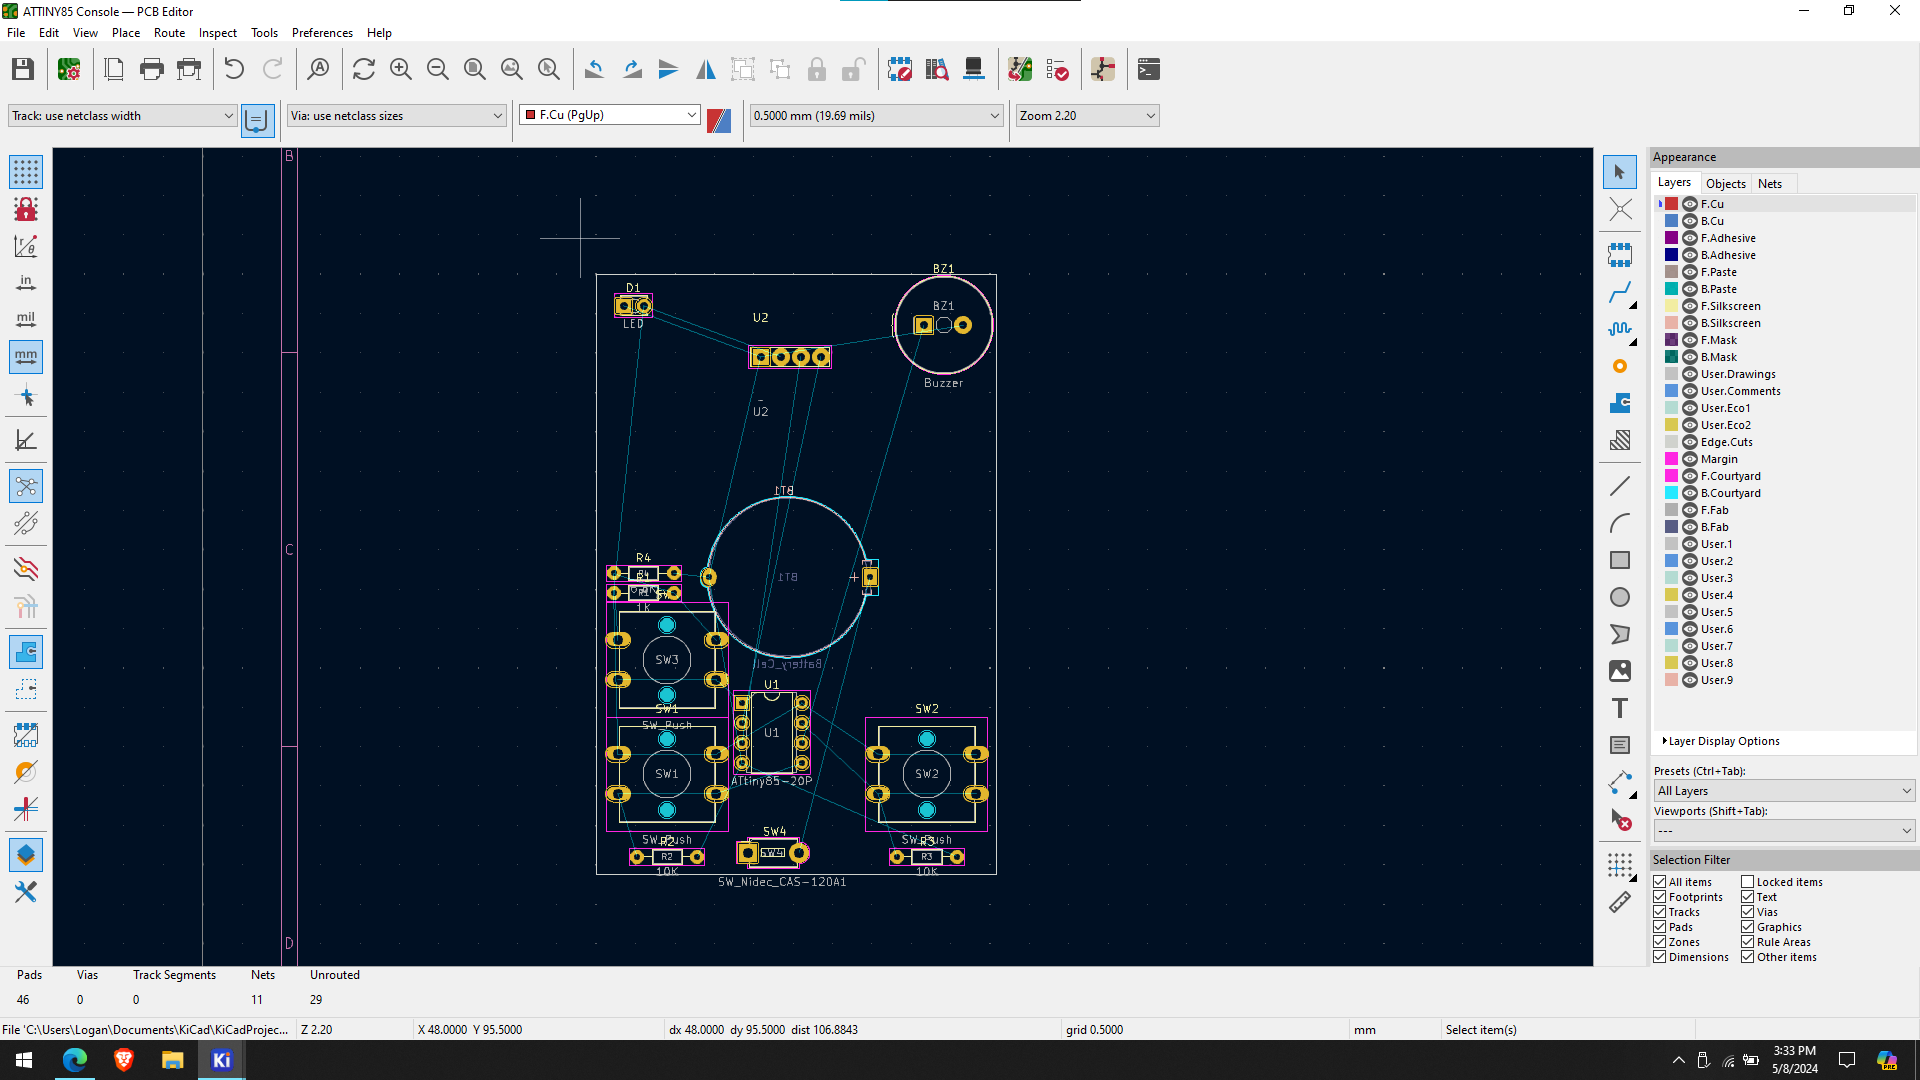 ATTINY85 Console — PCB Editor
File Edit View Place Route Inspect Tools Preferences Help
Track: use netclass width
Via: use netclass sizes
F.Cu (PgUp)
0.5000 mm (19.69 mils)
Zoom 2.20
in
mil
mm
B
C
D
D1
LED
U2
U2
BZ1
BZ1
Buzzer
BT1
BT1
Battery_Cell
R4
R1
1K
SW3
SW_Push
SW1
SW1
SW_Push
U1
U1
ATtiny85-20P
SW2
SW2
SW_Push
R2
R2
10K
SW4
SW4
SW_Nidec_CAS-120A1
R3
R3
10K
Appearance
Layers Objects Nets
F.Cu
B.Cu
F.Adhesive
B.Adhesive
F.Paste
B.Paste
F.Silkscreen
B.Silkscreen
F.Mask
B.Mask
User.Drawings
User.Comments
User.Eco1
User.Eco2
Edge.Cuts
Margin
F.Courtyard
B.Courtyard
F.Fab
B.Fab
User.1
User.2
User.3
User.4
User.5
User.6
User.7
User.8
User.9
Layer Display Options
Presets (Ctrl+Tab):
All Layers
Viewports (Shift+Tab):
---
Selection Filter
All items Locked items
Footprints Text
Tracks Vias
Pads Graphics
Zones Rule Areas
Dimensions Other items
Pads Vias Track Segments Nets Unrouted
46 0 0 11 29
File 'C:\Users\Logan\Documents\KiCad\KiCadProjec... Z 2.20 X 48.0000 Y 95.5000 dx 48.0000 dy 95.5000 dist 106.8843 grid 0.5000 mm Select item(s)
Ki
3:33 PM
5/8/2024
PRE